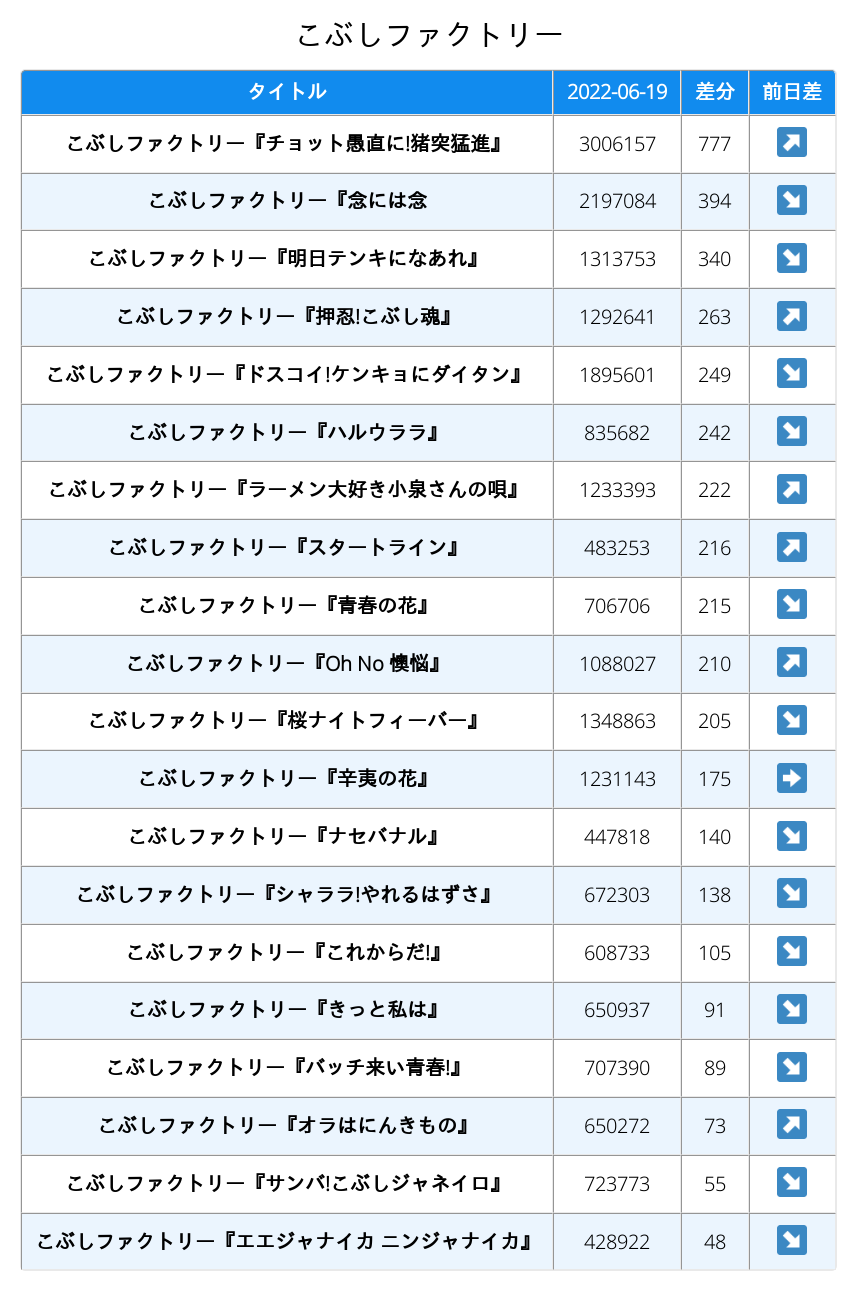 こぶしファクトリー
タイトル 2022-06-19 差分 前日差
こぶしファクトリー『チョット愚直に!猪突猛進』 3006157 777 ↗
こぶしファクトリー『念には念 2197084 394 ↘
こぶしファクトリー『明日テンキになあれ』 1313753 340 ↘
こぶしファクトリー『押忍!こぶし魂』 1292641 263 ↗
こぶしファクトリー『ドスコイ!ケンキョにダイタン』 1895601 249 ↘
こぶしファクトリー『ハルウララ』 835682 242 ↘
こぶしファクトリー『ラーメン大好き小泉さんの唄』 1233393 222 ↗
こぶしファクトリー『スタートライン』 483253 216 ↗
こぶしファクトリー『青春の花』 706706 215 ↘
こぶしファクトリー『Oh No 懊悩』 1088027 210 ↗
こぶしファクトリー『桜ナイトフィーバー』 1348863 205 ↘
こぶしファクトリー『辛夷の花』 1231143 175 →
こぶしファクトリー『ナセバナル』 447818 140 ↘
こぶしファクトリー『シャララ!やれるはずさ』 672303 138 ↘
こぶしファクトリー『これからだ!』 608733 105 ↘
こぶしファクトリー『きっと私は』 650937 91 ↘
こぶしファクトリー『バッチ来い青春!』 707390 89 ↘
こぶしファクトリー『オラはにんきもの』 650272 73 ↗
こぶしファクトリー『サンバ!こぶしジャネイロ』 723773 55 ↘
こぶしファクトリー『エエジャナイカ ニンジャナイカ』 428922 48 ↘